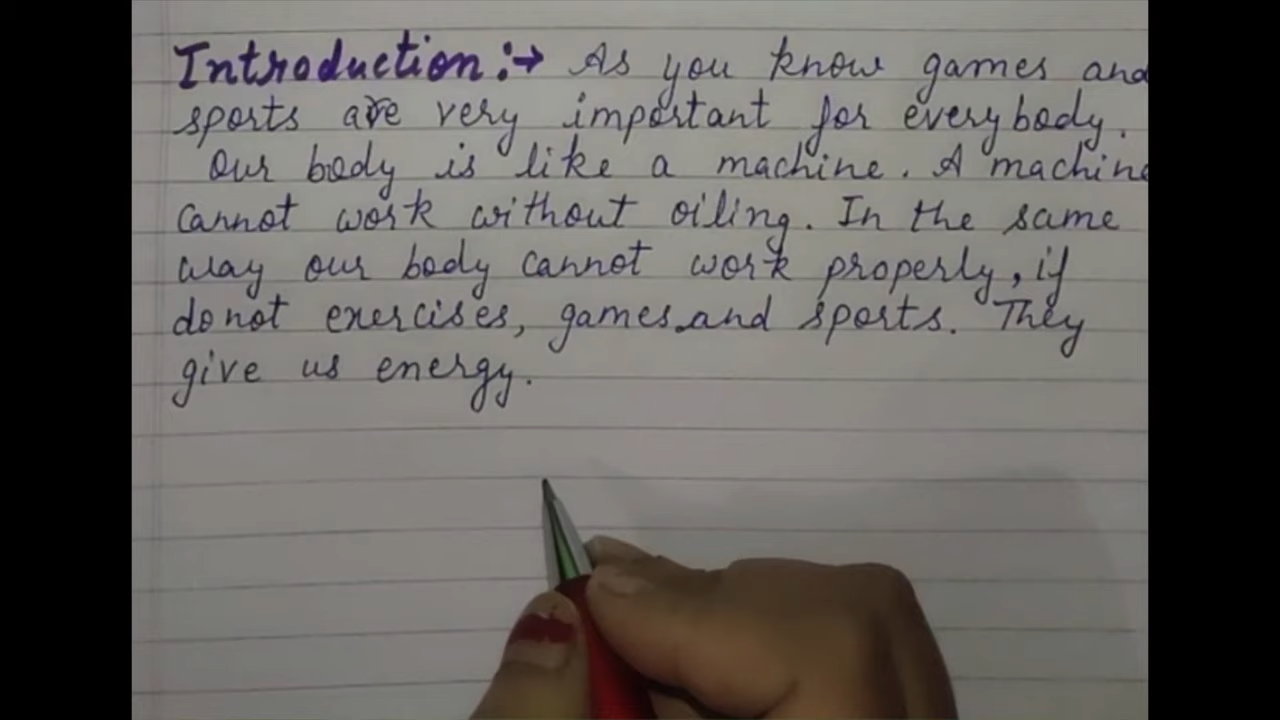 Introduction:→ As you know games and
sports are very important for everybody.
Our body is like a machine. A machine
cannot work without oiling. In the same
way our body cannot work properly, if
do not exercises, games and sports. They
give us energy.